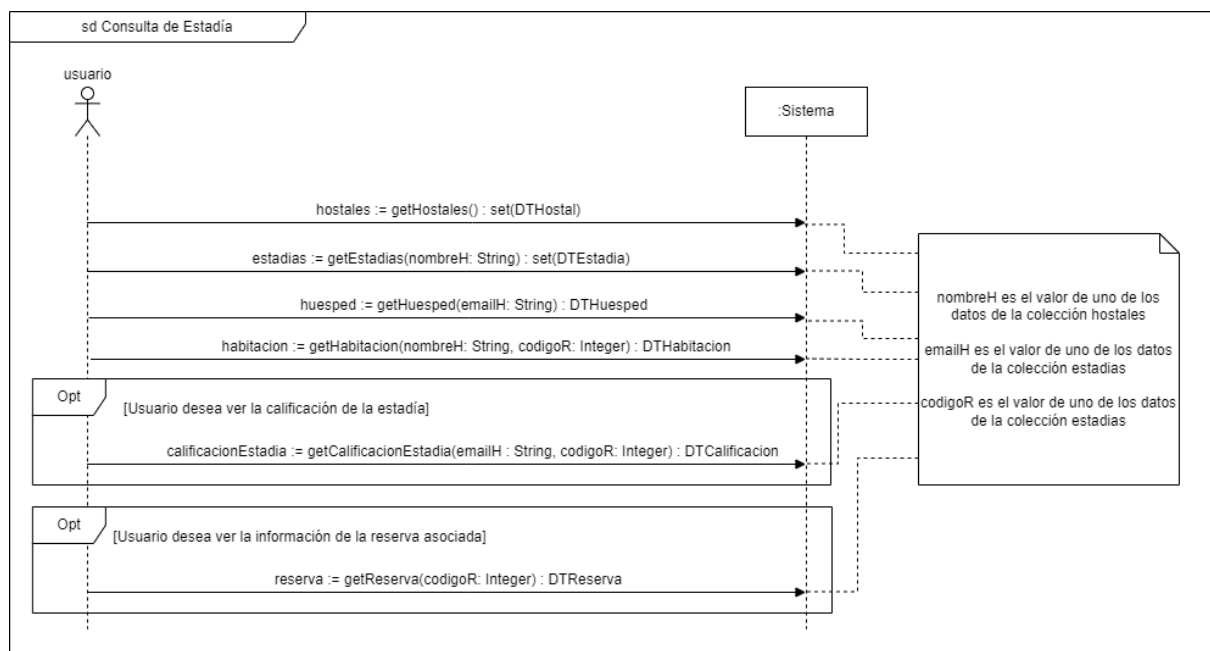 sd Consulta de Estadía
usuario
:Sistema
hostales := getHostales() : set(DTHostal)
estadias := getEstadias(nombreH: String) : set(DTEstadia)
huesped := getHuesped(emailH: String) : DTHuesped
habitacion := getHabitacion(nombreH: String, codigoR: Integer) : DTHabitacion
nombreH es el valor de uno de los
datos de la colección hostales
emailH es el valor de uno de los datos
de la colección estadias
codigoR es el valor de uno de los datos
de la colección estadias
Opt
[Usuario desea ver la calificación de la estadía]
calificacionEstadia := getCalificacionEstadia(emailH : String, codigoR: Integer) : DTCalificacion
Opt
[Usuario desea ver la información de la reserva asociada]
reserva := getReserva(codigoR: Integer) : DTReserva